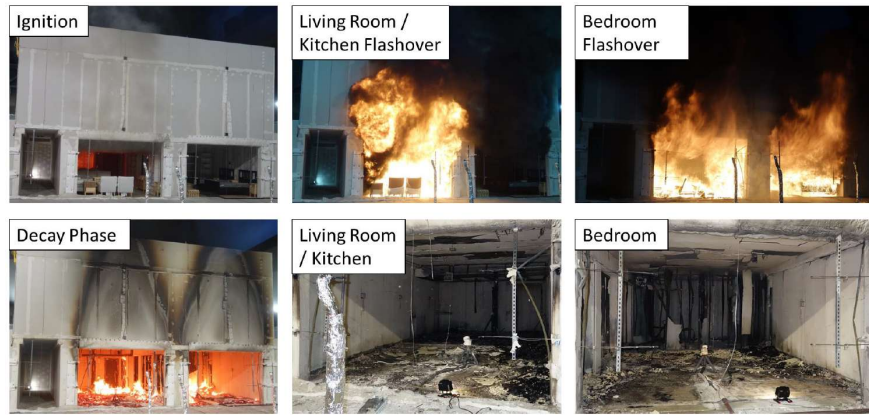 Ignition
Living Room /
Kitchen Flashover
Bedroom
Flashover
Decay Phase
Living Room
/ Kitchen
Bedroom